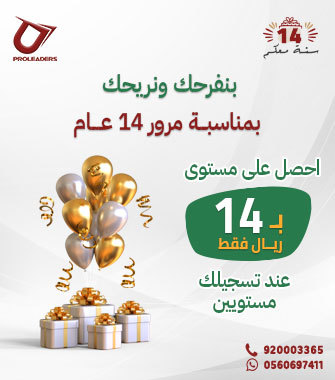 PROLEADERS
14
سنة معكم
بنفرحك ونريحك
بمناسبة مرور 14 عام
احصل على مستوى
بـ 14
ريال فقط
عند تسجيلك
مستويين
920003365
0560697411